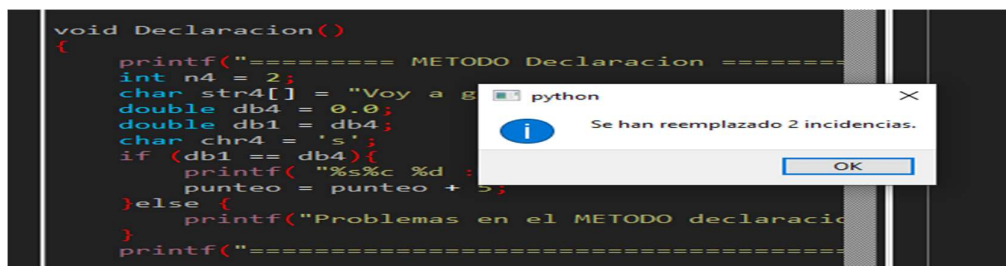 void Declaracion()
{
printf("========= METODO Declaracion ========
int n4 = 2;
char str4[] = "Voy a g
double db4 = 0.0;
double db1 = db4;
char chr4 = 's';
if (db1 == db4){
printf( "%s%c %d :
punteo = punteo + 5;
}else {
printf("Problemas en el METODO declaracic
}
printf("=====================================
python
Se han reemplazado 2 incidencias.
OK